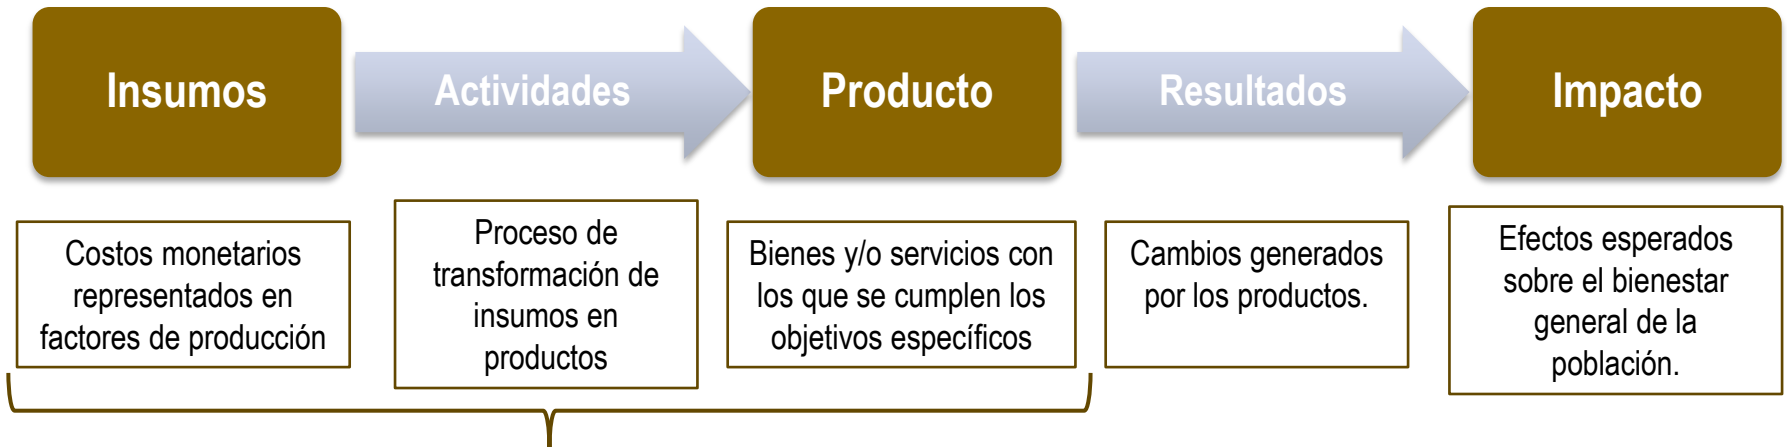 Insumos
Actividades
Producto
Resultados
Impacto
Costos monetarios
representados en
factores de producción
Proceso de
transformación de
insumos en
productos
Bienes y/o servicios con
los que se cumplen los
objetivos específicos
Cambios generados
por los productos.
Efectos esperados
sobre el bienestar
general de la
población.